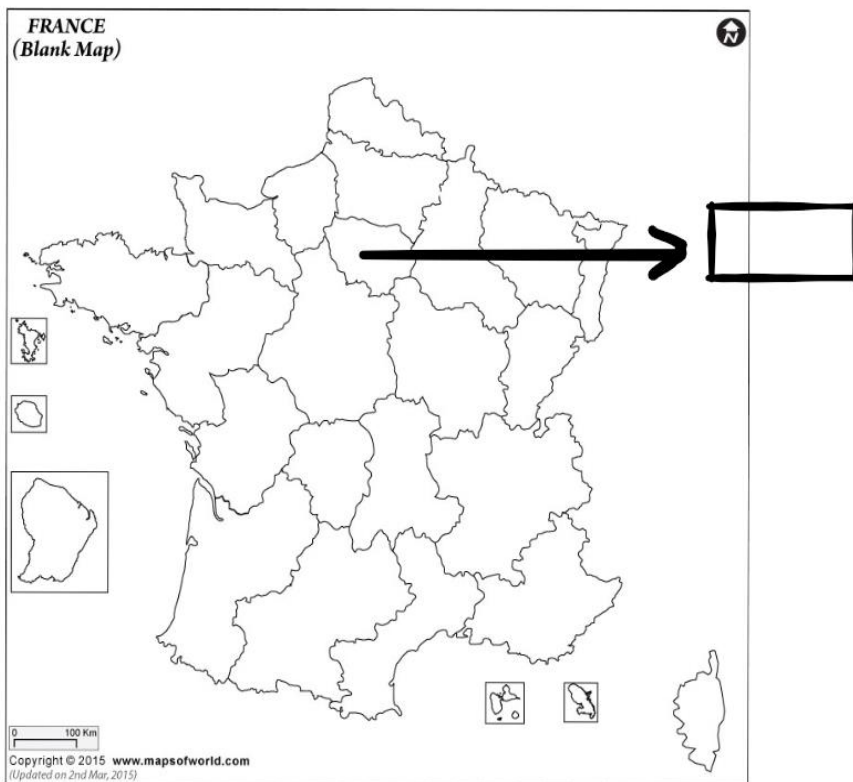 FRANCE
(Blank Map)
N
0 100 Km
Copyright © 2015 www.mapsofworld.com
(Updated on 2nd Mar, 2015)